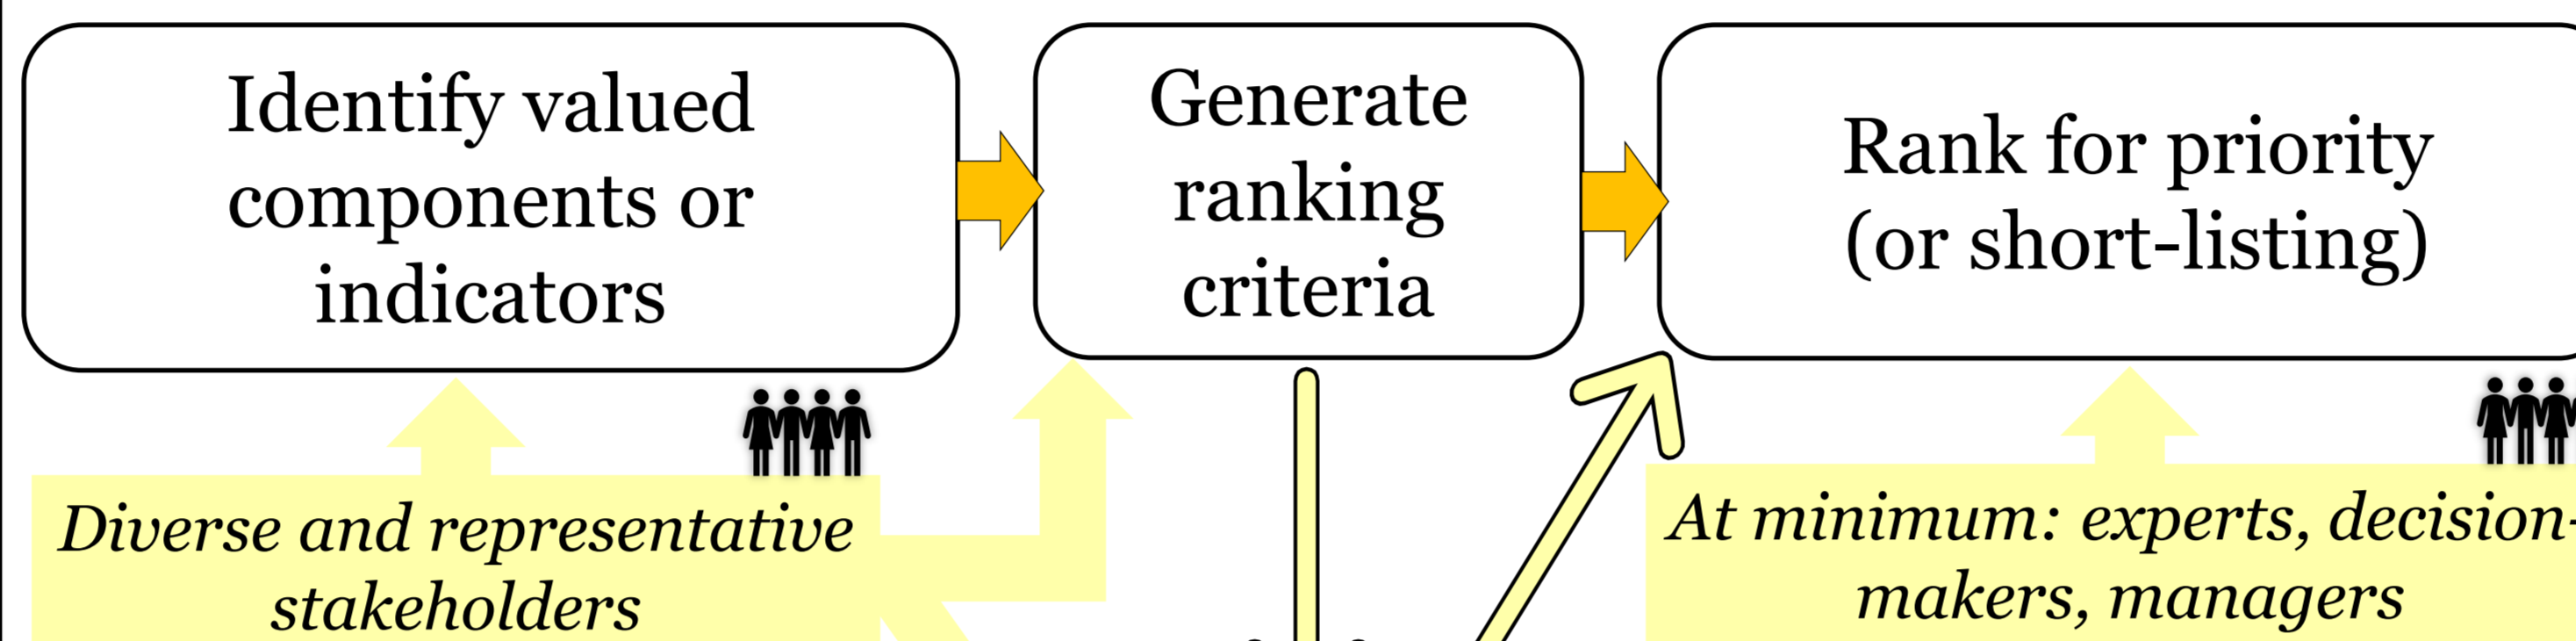 Identify valued
components or
indicators
Generate
ranking
criteria
Rank for priority
(or short-listing)
Diverse and representative
stakeholders
At minimum: experts, decision-
makers, managers